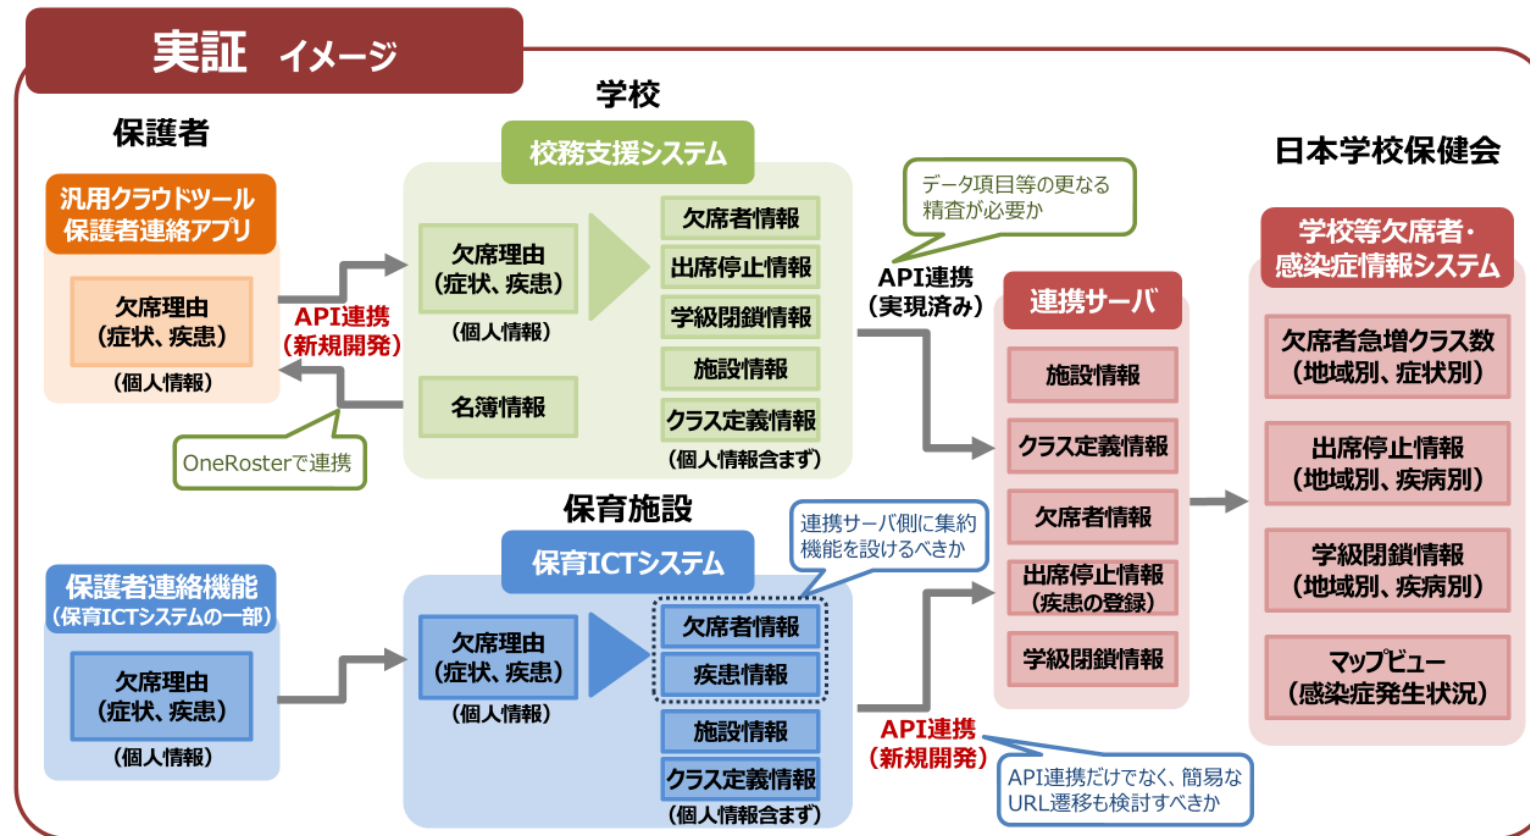 実証 イメージ
保護者
汎用クラウドツール
保護者連絡アプリ
欠席理由
(症状、疾患)
(個人情報)
API連携
(新規開発)
OneRosterで連携
学校
校務支援システム
欠席理由
(症状、疾患)
(個人情報)
名簿情報
欠席者情報
出席停止情報
学級閉鎖情報
施設情報
クラス定義情報
(個人情報含まず)
データ項目等の更なる
精査が必要か
API連携
(実現済み)
保護者連絡機能
(保育ICTシステムの一部)
欠席理由
(症状、疾患)
(個人情報)
保育施設
保育ICTシステム
欠席理由
(症状、疾患)
(個人情報)
欠席者情報
疾患情報
施設情報
クラス定義情報
(個人情報含まず)
連携サーバ側に集約
機能を設けるべきか
API連携
(新規開発)
API連携だけでなく、簡易な
URL遷移も検討すべきか
連携サーバ
施設情報
クラス定義情報
欠席者情報
出席停止情報
(疾患の登録)
学級閉鎖情報
日本学校保健会
学校等欠席者・
感染症情報システム
欠席者急増クラス数
(地域別、症状別)
出席停止情報
(地域別、疾病別)
学級閉鎖情報
(地域別、疾病別)
マップビュー
(感染症発生状況)